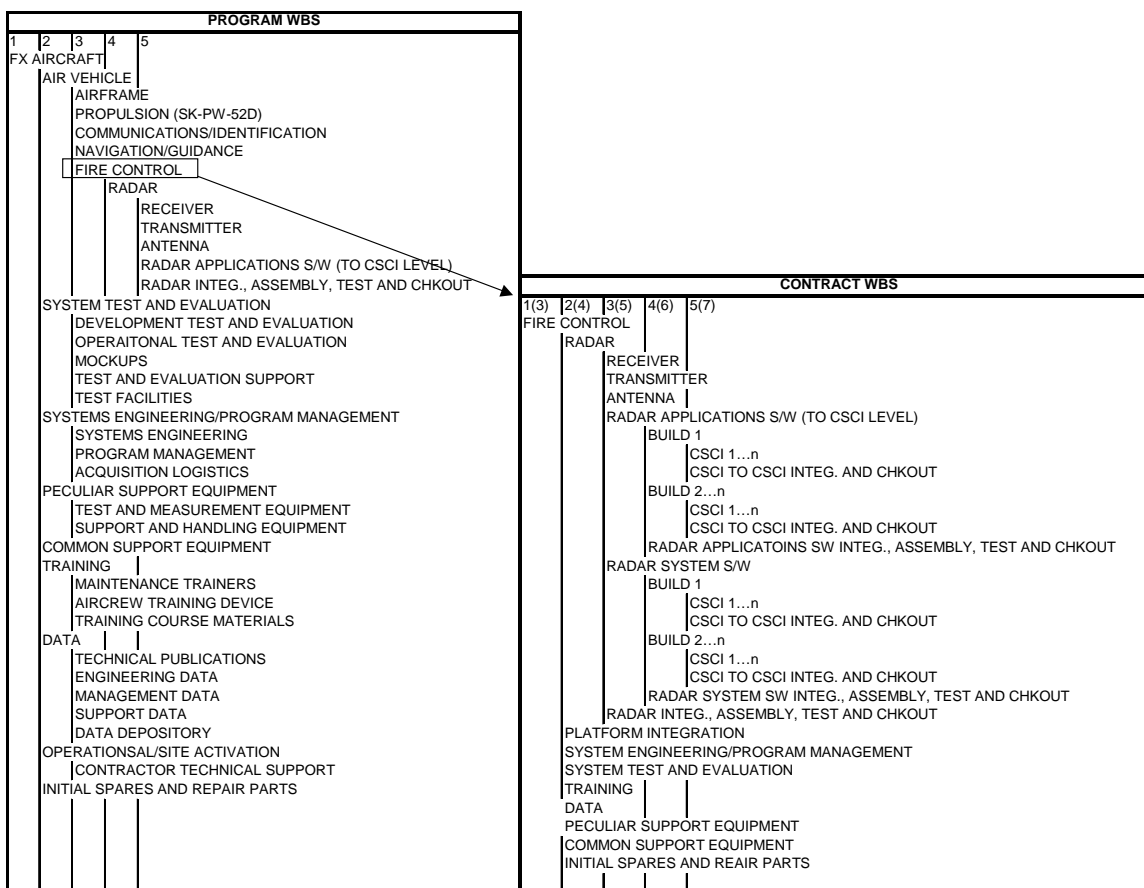 PROGRAM WBS
1 2 3 4 5
FX AIRCRAFT
AIR VEHICLE
AIRFRAME
PROPULSION (SK-PW-52D)
COMMUNICATIONS/IDENTIFICATION
NAVIGATION/GUIDANCE
FIRE CONTROL
RADAR
RECEIVER
TRANSMITTER
ANTENNA
RADAR APPLICATIONS S/W (TO CSCI LEVEL)
RADAR INTEG., ASSEMBLY, TEST AND CHKOUT
SYSTEM TEST AND EVALUATION
DEVELOPMENT TEST AND EVALUATION
OPERAITONAL TEST AND EVALUATION
MOCKUPS
TEST AND EVALUATION SUPPORT
TEST FACILITIES
SYSTEMS ENGINEERING/PROGRAM MANAGEMENT
SYSTEMS ENGINEERING
PROGRAM MANAGEMENT
ACQUISITION LOGISTICS
PECULIAR SUPPORT EQUIPMENT
TEST AND MEASUREMENT EQUIPMENT
SUPPORT AND HANDLING EQUIPMENT
COMMON SUPPORT EQUIPMENT
TRAINING
MAINTENANCE TRAINERS
AIRCREW TRAINING DEVICE
TRAINING COURSE MATERIALS
DATA
TECHNICAL PUBLICATIONS
ENGINEERING DATA
MANAGEMENT DATA
SUPPORT DATA
DATA DEPOSITORY
OPERATIONSAL/SITE ACTIVATION
CONTRACTOR TECHNICAL SUPPORT
INITIAL SPARES AND REPAIR PARTS
CONTRACT WBS
1(3) 2(4) 3(5) 4(6) 5(7)
FIRE CONTROL
RADAR
RECEIVER
TRANSMITTER
ANTENNA
RADAR APPLICATIONS S/W (TO CSCI LEVEL)
BUILD 1
CSCI 1…n
CSCI TO CSCI INTEG. AND CHKOUT
BUILD 2…n
CSCI 1…n
CSCI TO CSCI INTEG. AND CHKOUT
RADAR APPLICATOINS SW INTEG., ASSEMBLY, TEST AND CHKOUT
RADAR SYSTEM S/W
BUILD 1
CSCI 1…n
CSCI TO CSCI INTEG. AND CHKOUT
BUILD 2…n
CSCI 1…n
CSCI TO CSCI INTEG. AND CHKOUT
RADAR SYSTEM SW INTEG., ASSEMBLY, TEST AND CHKOUT
RADAR INTEG., ASSEMBLY, TEST AND CHKOUT
PLATFORM INTEGRATION
SYSTEM ENGINEERING/PROGRAM MANAGEMENT
SYSTEM TEST AND EVALUATION
TRAINING
DATA
PECULIAR SUPPORT EQUIPMENT
COMMON SUPPORT EQUIPMENT
INITIAL SPARES AND REAIR PARTS